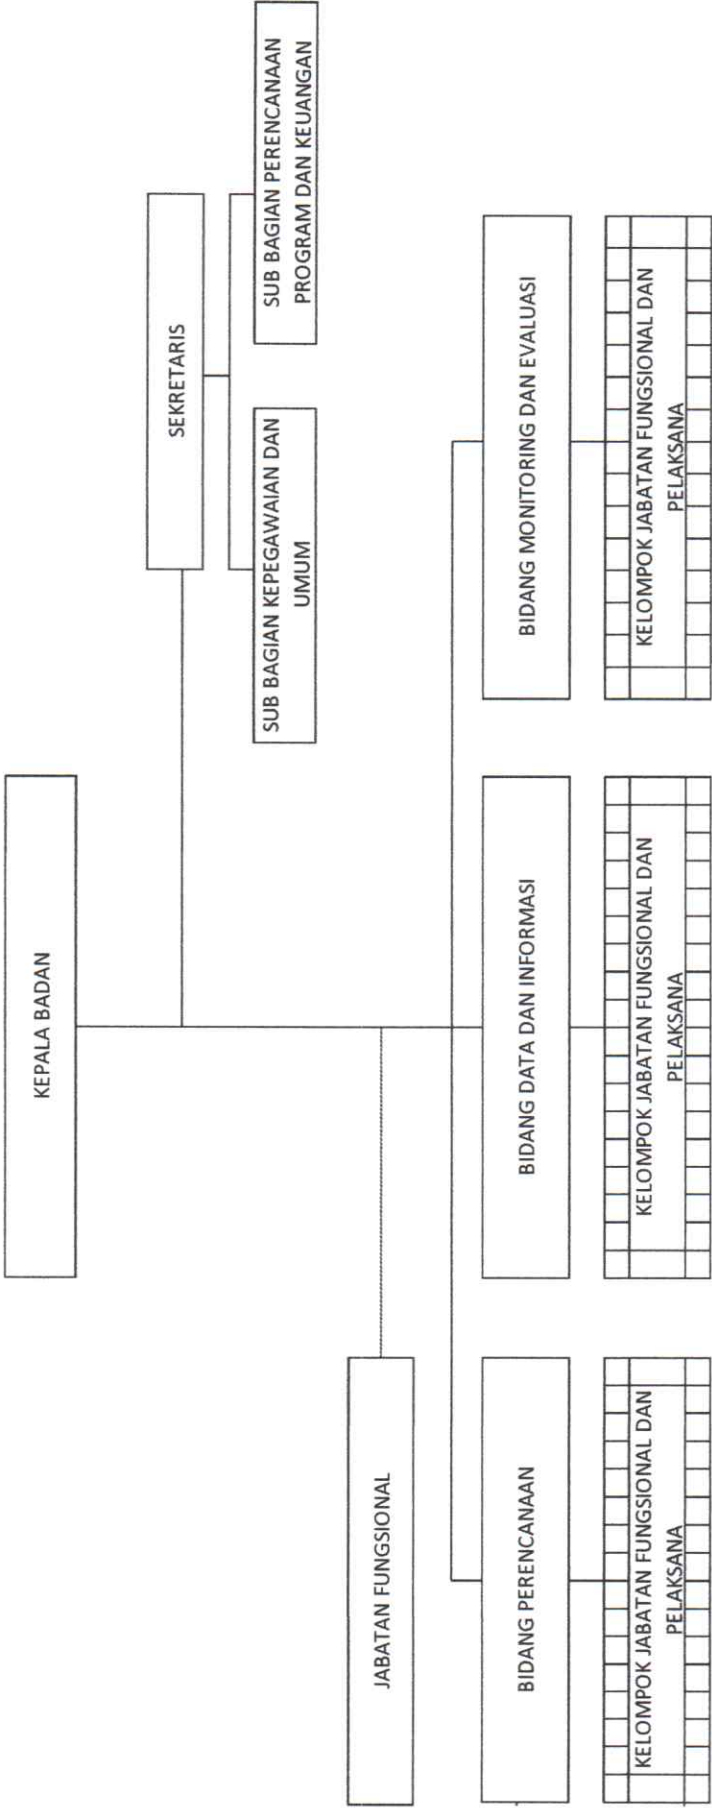 KEPALA BADAN
SEKRETARIS
SUB BAGIAN KEPEGAWAIAN DAN
UMUM
SUB BAGIAN PERENCANAAN
PROGRAM DAN KEUANGAN
JABATAN FUNGSIONAL
BIDANG PERENCANAAN
BIDANG DATA DAN INFORMASI
BIDANG MONITORING DAN EVALUASI
KELOMPOK JABATAN FUNGSIONAL DAN
PELAKSANA
KELOMPOK JABATAN FUNGSIONAL DAN
PELAKSANA
KELOMPOK JABATAN FUNGSIONAL DAN
PELAKSANA